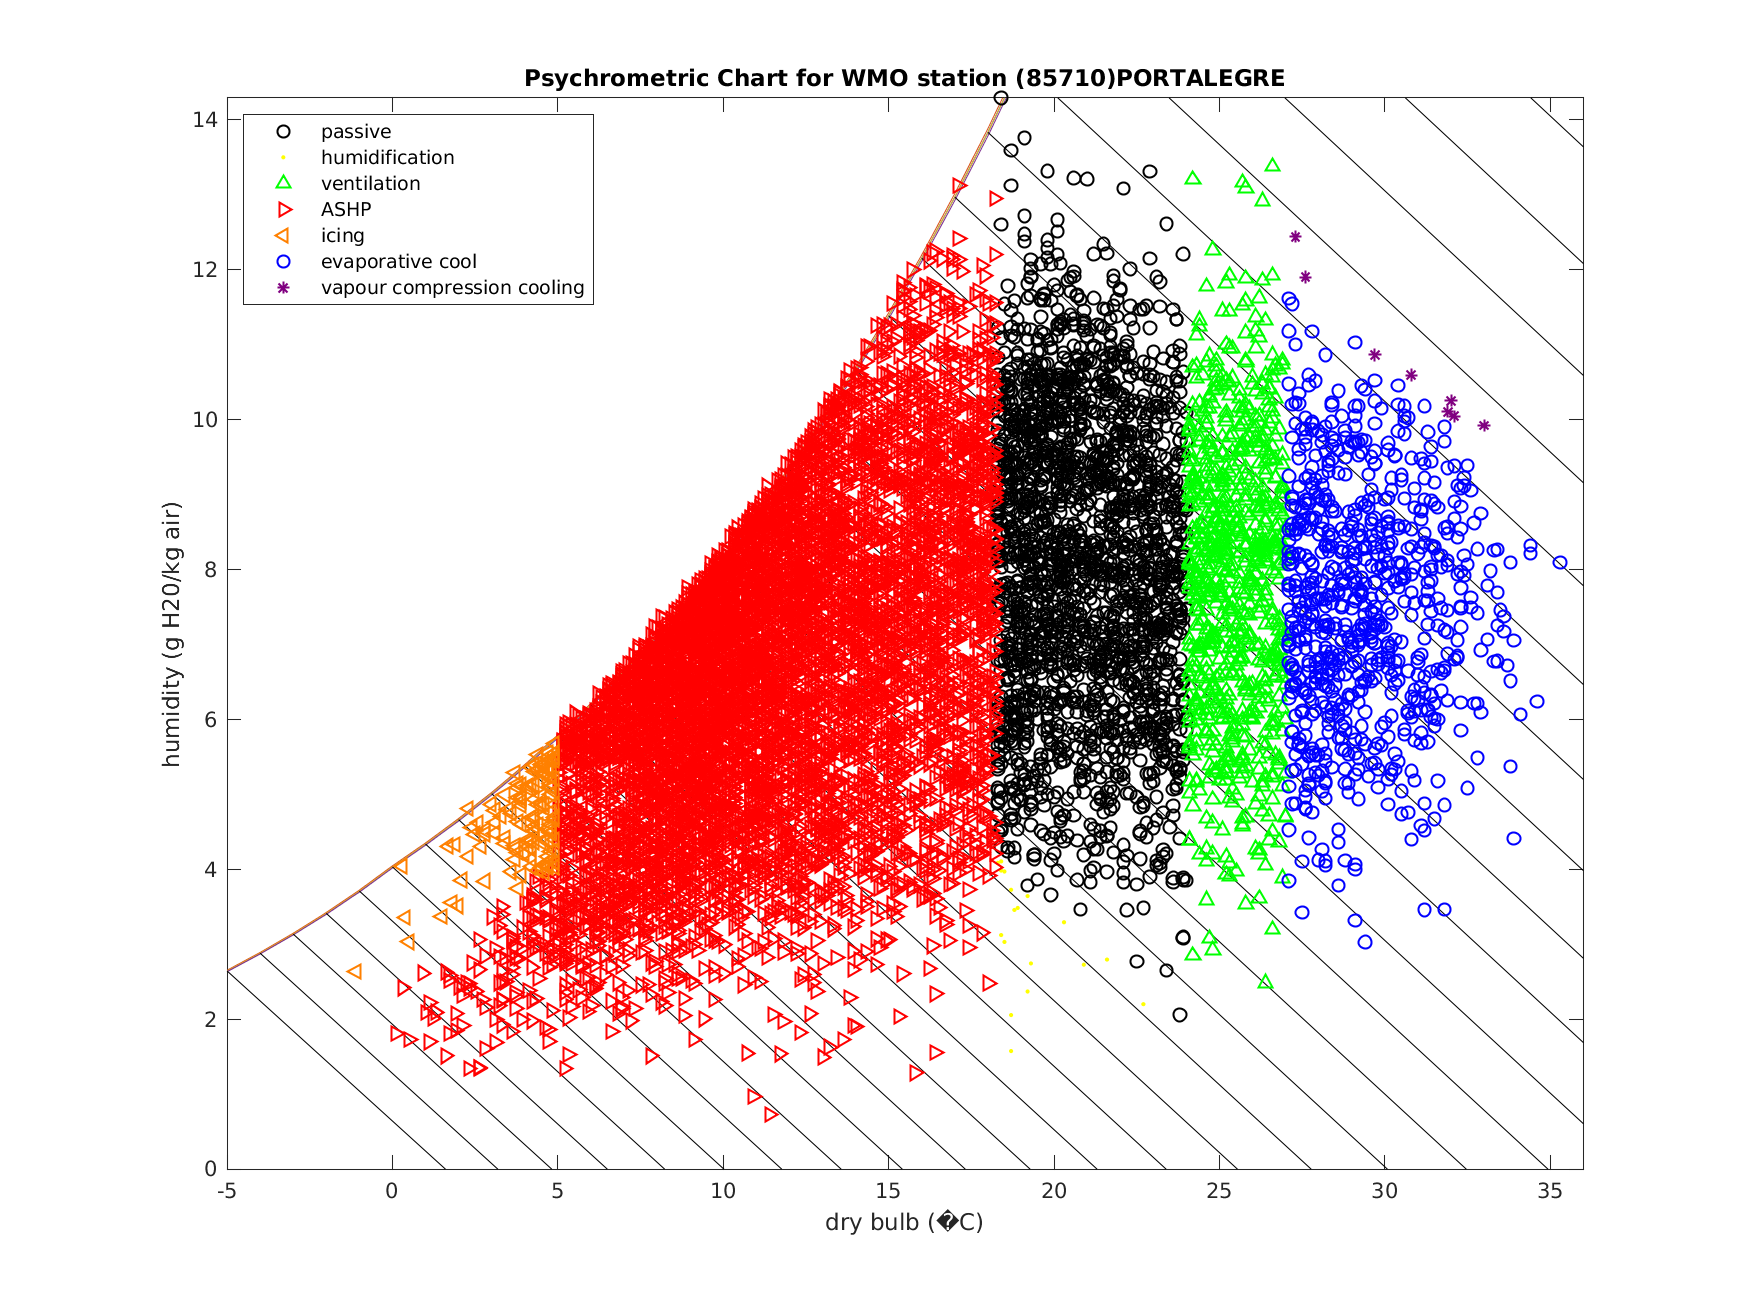 Psychrometric Chart for WMO station (85710)PORTALEGRE
passive
humidification
ventilation
ASHP
icing
evaporative cool
vapour compression cooling
humidity (g H20/kg air)
14
12
10
8
6
4
2
0
-5 0 5 10 15 20 25 30 35
dry bulb (�C)